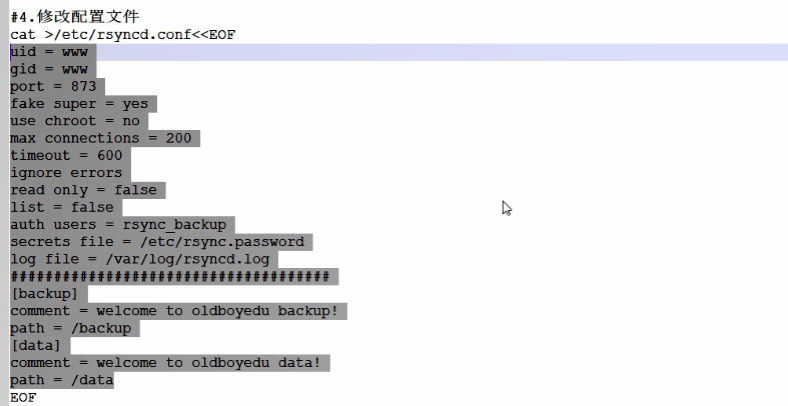 #4.修改配置文件
cat >/etc/rsyncd.conf<<EOF
uid = www
gid = www
port = 873
fake super = yes
use chroot = no
max connections = 200
timeout = 600
ignore errors
read only = false
list = false
auth users = rsync_backup
secrets file = /etc/rsync.password
log file = /var/log/rsyncd.log
#####################################
[backup]
comment = welcome to oldboyedu backup!
path = /backup
[data]
comment = welcome to oldboyedu data!
path = /data
EOF